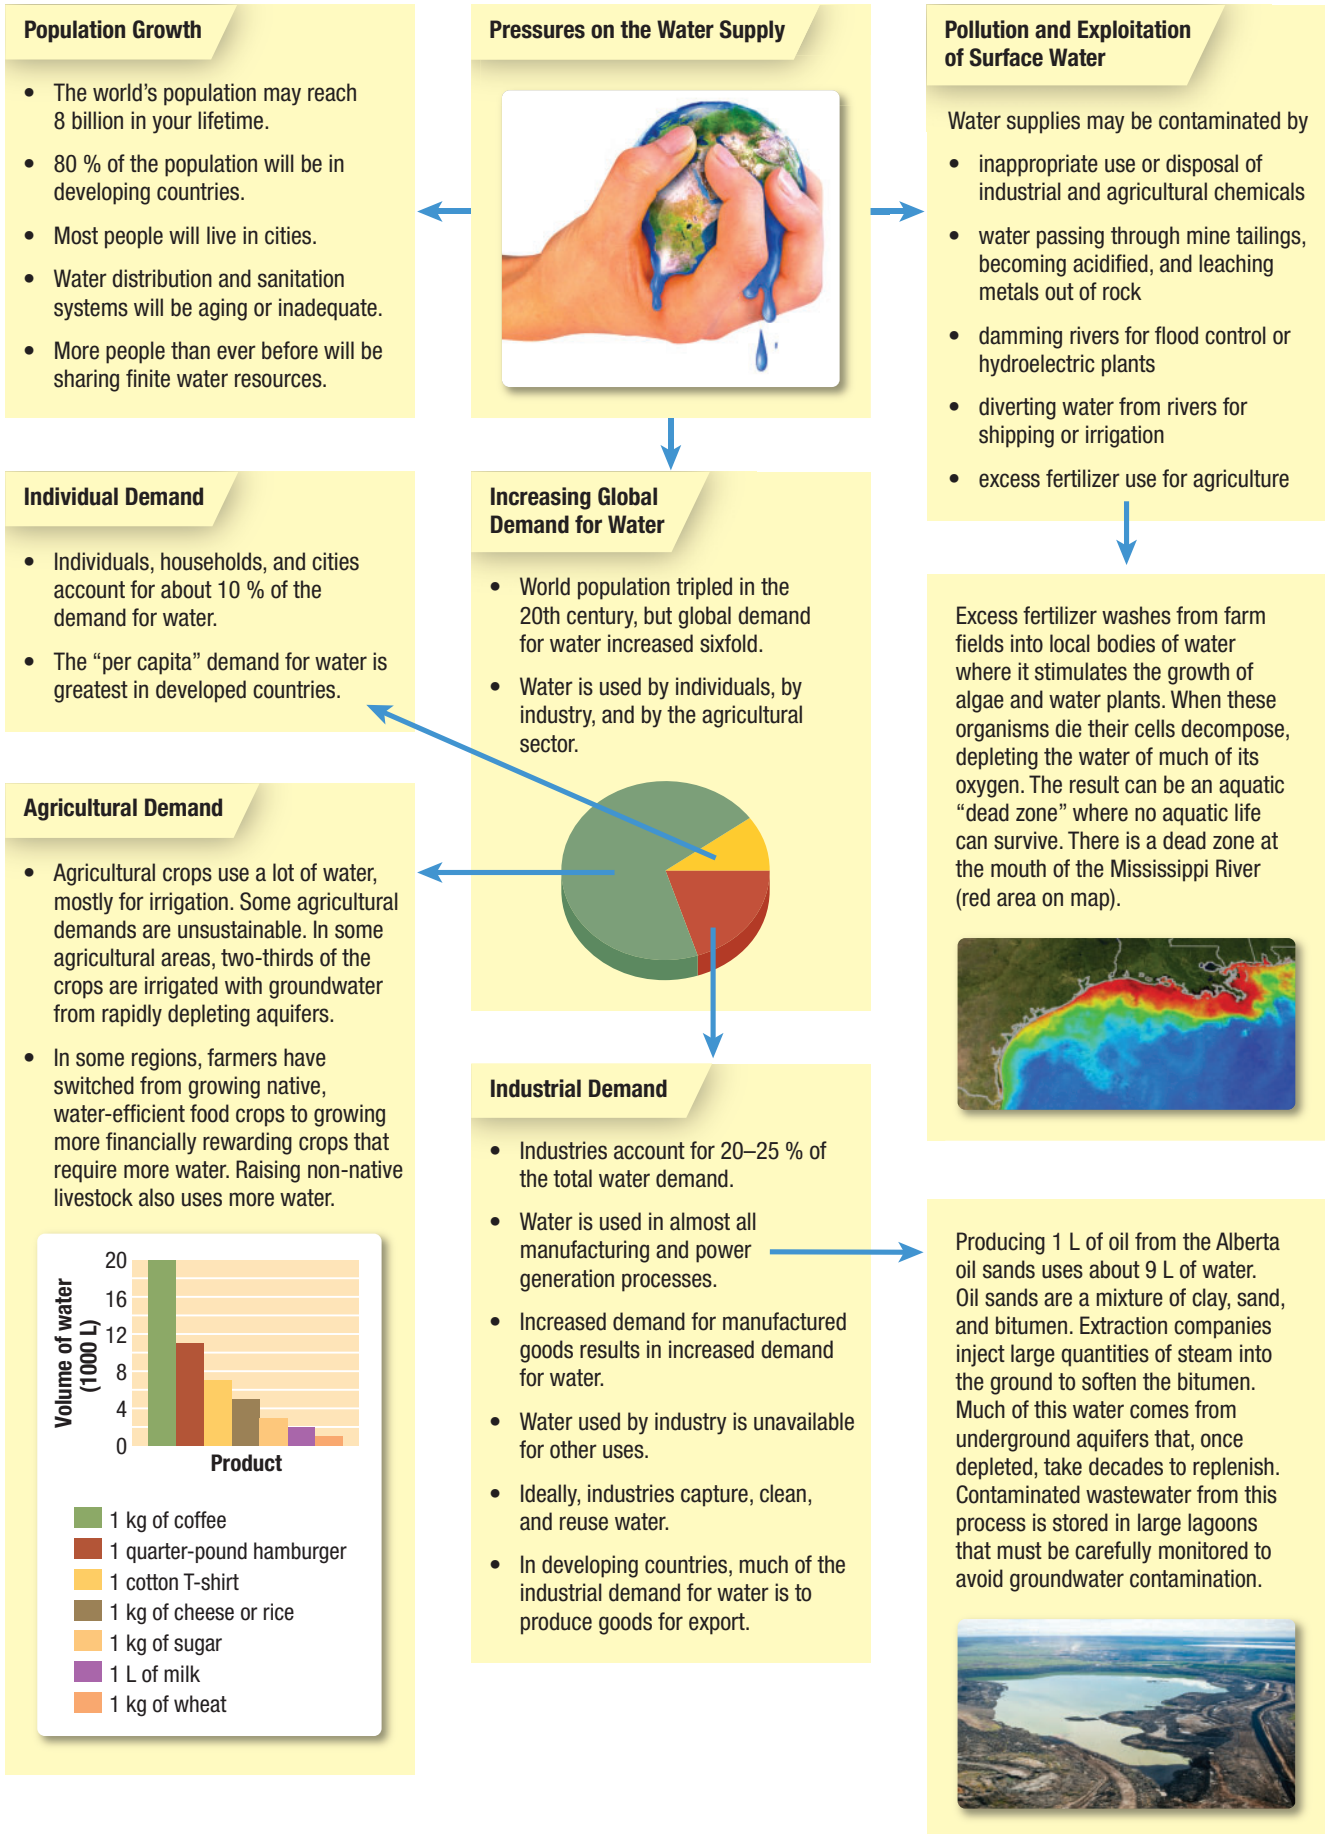 Population Growth
• The world’s population may reach
8 billion in your lifetime.
• 80 % of the population will be in
developing countries.
• Most people will live in cities.
• Water distribution and sanitation
systems will be aging or inadequate.
• More people than ever before will be
sharing finite water resources.
Pressures on the Water Supply
Pollution and Exploitation
of Surface Water
Water supplies may be contaminated by
• inappropriate use or disposal of
industrial and agricultural chemicals
• water passing through mine tailings,
becoming acidified, and leaching
metals out of rock
• damming rivers for flood control or
hydroelectric plants
• diverting water from rivers for
shipping or irrigation
• excess fertilizer use for agriculture
Individual Demand
• Individuals, households, and cities
account for about 10 % of the
demand for water.
• The “per capita” demand for water is
greatest in developed countries.
Increasing Global
Demand for Water
• World population tripled in the
20th century, but global demand
for water increased sixfold.
• Water is used by individuals, by
industry, and by the agricultural
sector.
Excess fertilizer washes from farm
fields into local bodies of water
where it stimulates the growth of
algae and water plants. When these
organisms die their cells decompose,
depleting the water of much of its
oxygen. The result can be an aquatic
“dead zone” where no aquatic life
can survive. There is a dead zone at
the mouth of the Mississippi River
(red area on map).
Agricultural Demand
• Agricultural crops use a lot of water,
mostly for irrigation. Some agricultural
demands are unsustainable. In some
agricultural areas, two-thirds of the
crops are irrigated with groundwater
from rapidly depleting aquifers.
• In some regions, farmers have
switched from growing native,
water-efficient food crops to growing
more financially rewarding crops that
require more water. Raising non-native
livestock also uses more water.
Volume of water
(1000 L)
20
16
12
8
4
0
Product
1 kg of coffee
1 quarter-pound hamburger
1 cotton T-shirt
1 kg of cheese or rice
1 kg of sugar
1 L of milk
1 kg of wheat
Industrial Demand
• Industries account for 20–25 % of
the total water demand.
• Water is used in almost all
manufacturing and power
generation processes.
• Increased demand for manufactured
goods results in increased demand
for water.
• Water used by industry is unavailable
for other uses.
• Ideally, industries capture, clean,
and reuse water.
• In developing countries, much of the
industrial demand for water is to
produce goods for export.
Producing 1 L of oil from the Alberta
oil sands uses about 9 L of water.
Oil sands are a mixture of clay, sand,
and bitumen. Extraction companies
inject large quantities of steam into
the ground to soften the bitumen.
Much of this water comes from
underground aquifers that, once
depleted, take decades to replenish.
Contaminated wastewater from this
process is stored in large lagoons
that must be carefully monitored to
avoid groundwater contamination.